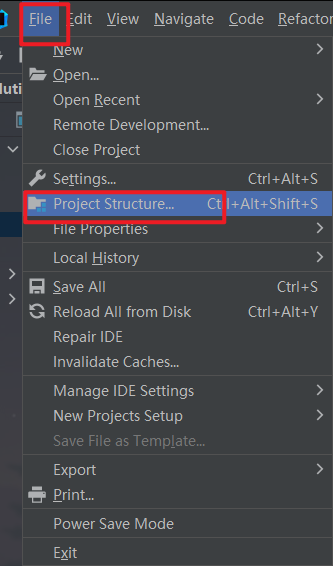 File Edit View Navigate Code Refactor
New
Open...
Open Recent
Remote Development...
Close Project
Settings... Ctrl+Alt+S
Project Structure... Ctrl+Alt+Shift+S
File Properties
Local History
Save All Ctrl+S
Reload All from Disk Ctrl+Alt+Y
Repair IDE
Invalidate Caches...
Manage IDE Settings
New Projects Setup
Save File as Template...
Export
Print...
Power Save Mode
Exit